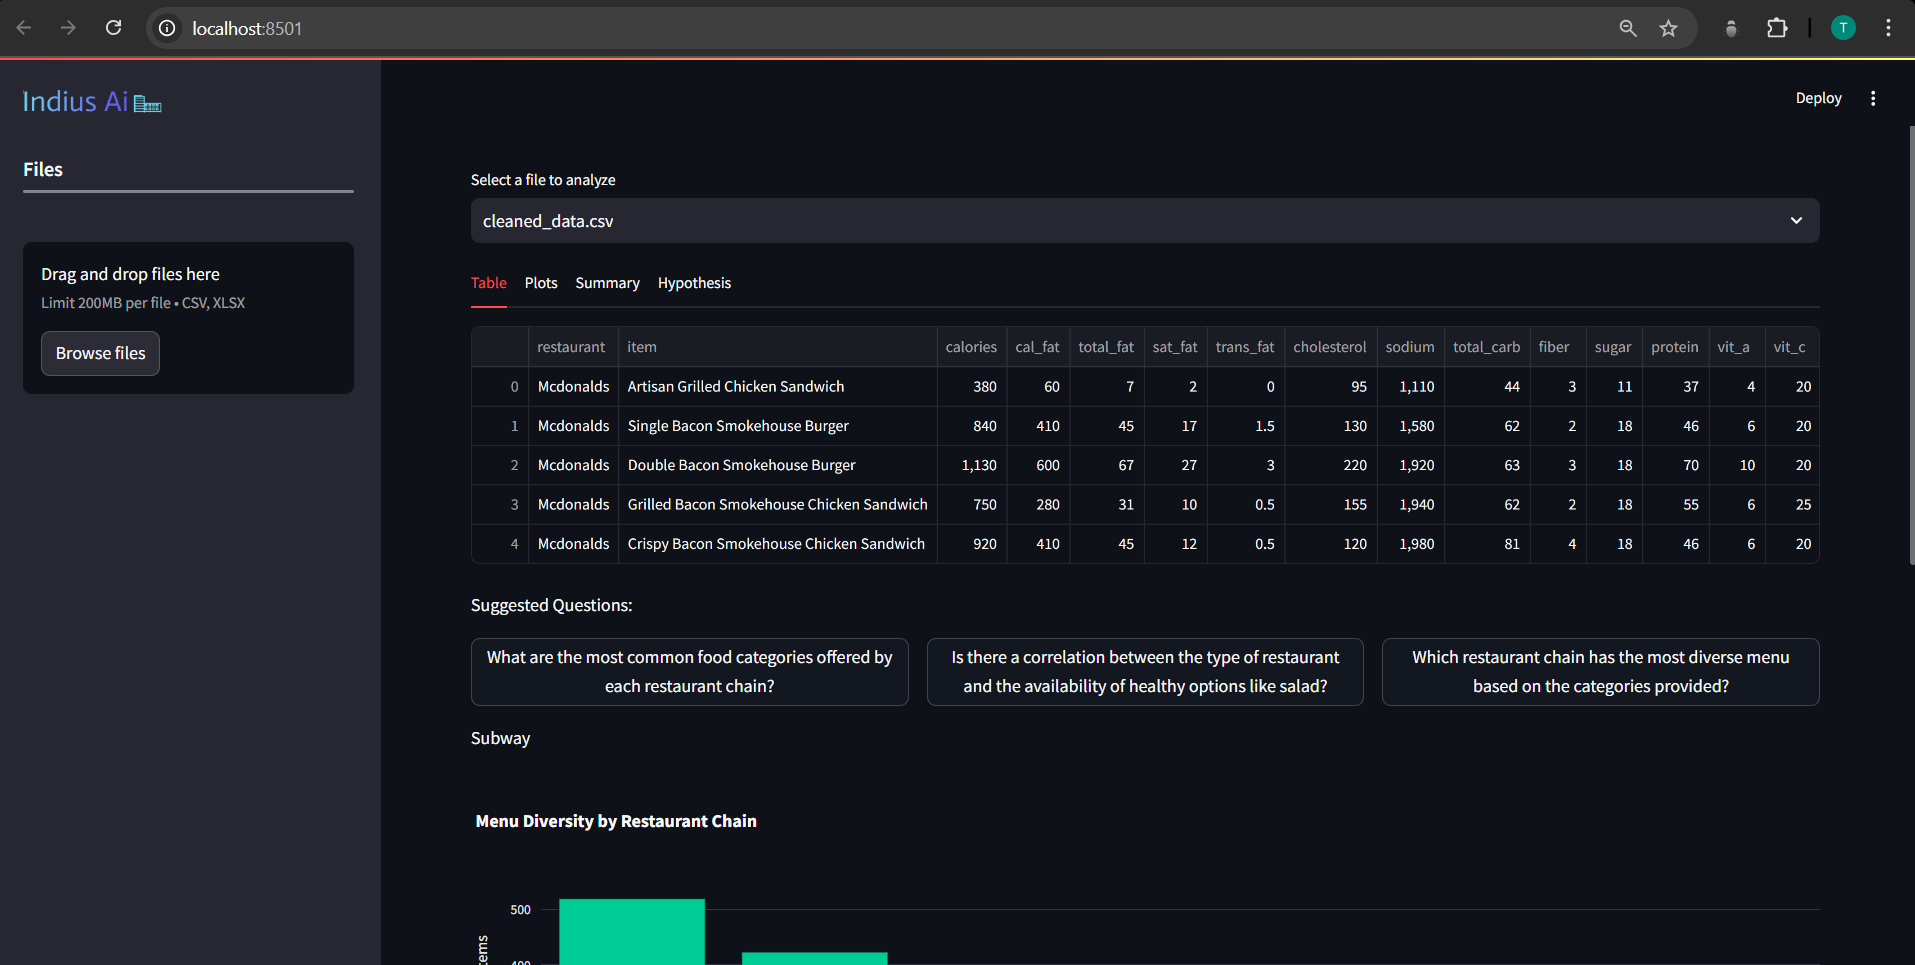 localhost:8501
T
Indius Ai
Deploy
Files
Drag and drop files here
Limit 200MB per file • CSV, XLSX
Browse files
Select a file to analyze
cleaned_data.csv
Table Plots Summary Hypothesis
restaurant item calories cal_fat total_fat sat_fat trans_fat cholesterol sodium total_carb fiber sugar protein vit_a vit_c
0 Mcdonalds Artisan Grilled Chicken Sandwich 380 60 7 2 0 95 1,110 44 3 11 37 4 20
1 Mcdonalds Single Bacon Smokehouse Burger 840 410 45 17 1.5 130 1,580 62 2 18 46 6 20
2 Mcdonalds Double Bacon Smokehouse Burger 1,130 600 67 27 3 220 1,920 63 3 18 70 10 20
3 Mcdonalds Grilled Bacon Smokehouse Chicken Sandwich 750 280 31 10 0.5 155 1,940 62 2 18 55 6 25
4 Mcdonalds Crispy Bacon Smokehouse Chicken Sandwich 920 410 45 12 0.5 120 1,980 81 4 18 46 6 20
Suggested Questions:
What are the most common food categories offered by
each restaurant chain?
Is there a correlation between the type of restaurant
and the availability of healthy options like salad?
Which restaurant chain has the most diverse menu
based on the categories provided?
Subway
Menu Diversity by Restaurant Chain
500
400